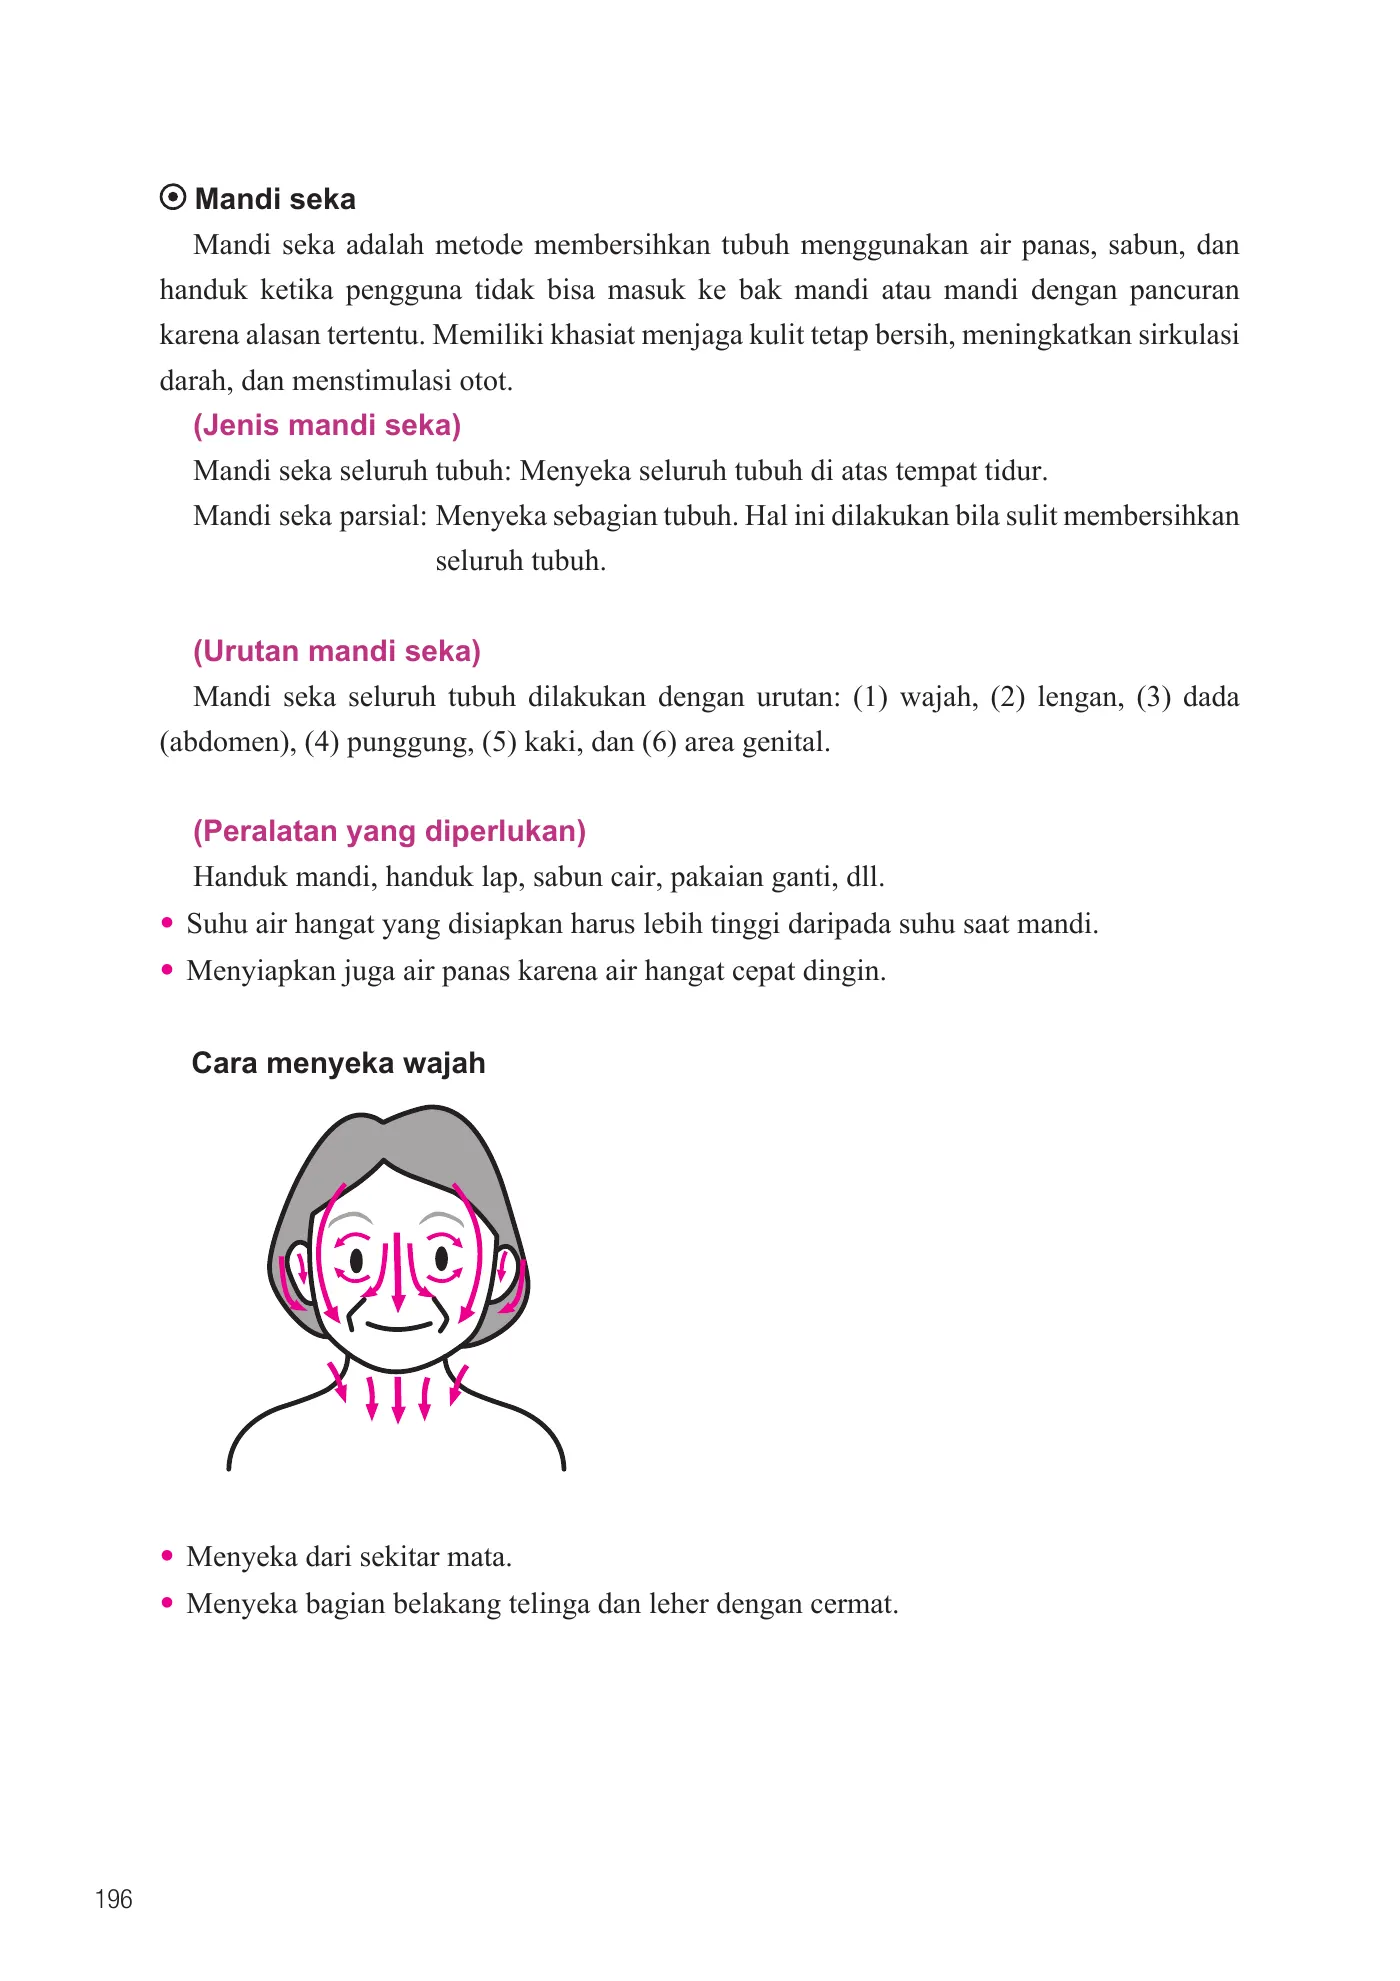 Mandi seka
Mandi seka adalah metode membersihkan tubuh menggunakan air panas, sabun, dan
handuk ketika pengguna tidak bisa masuk ke bak mandi atau mandi dengan pancuran
karena alasan tertentu. Memiliki khasiat menjaga kulit tetap bersih, meningkatkan sirkulasi
darah, dan menstimulasi otot.
(Jenis mandi seka)
Mandi seka seluruh tubuh: Menyeka seluruh tubuh di atas tempat tidur.
Mandi seka parsial: Menyeka sebagian tubuh. Hal ini dilakukan bila sulit membersihkan
seluruh tubuh.
(Urutan mandi seka)
Mandi seka seluruh tubuh dilakukan dengan urutan: (1) wajah, (2) lengan, (3) dada
(abdomen), (4) punggung, (5) kaki, dan (6) area genital.
(Peralatan yang diperlukan)
Handuk mandi, handuk lap, sabun cair, pakaian ganti, dll.
• Suhu air hangat yang disiapkan harus lebih tinggi daripada suhu saat mandi.
• Menyiapkan juga air panas karena air hangat cepat dingin.
Cara menyeka wajah
• Menyeka dari sekitar mata.
• Menyeka bagian belakang telinga dan leher dengan cermat.
196